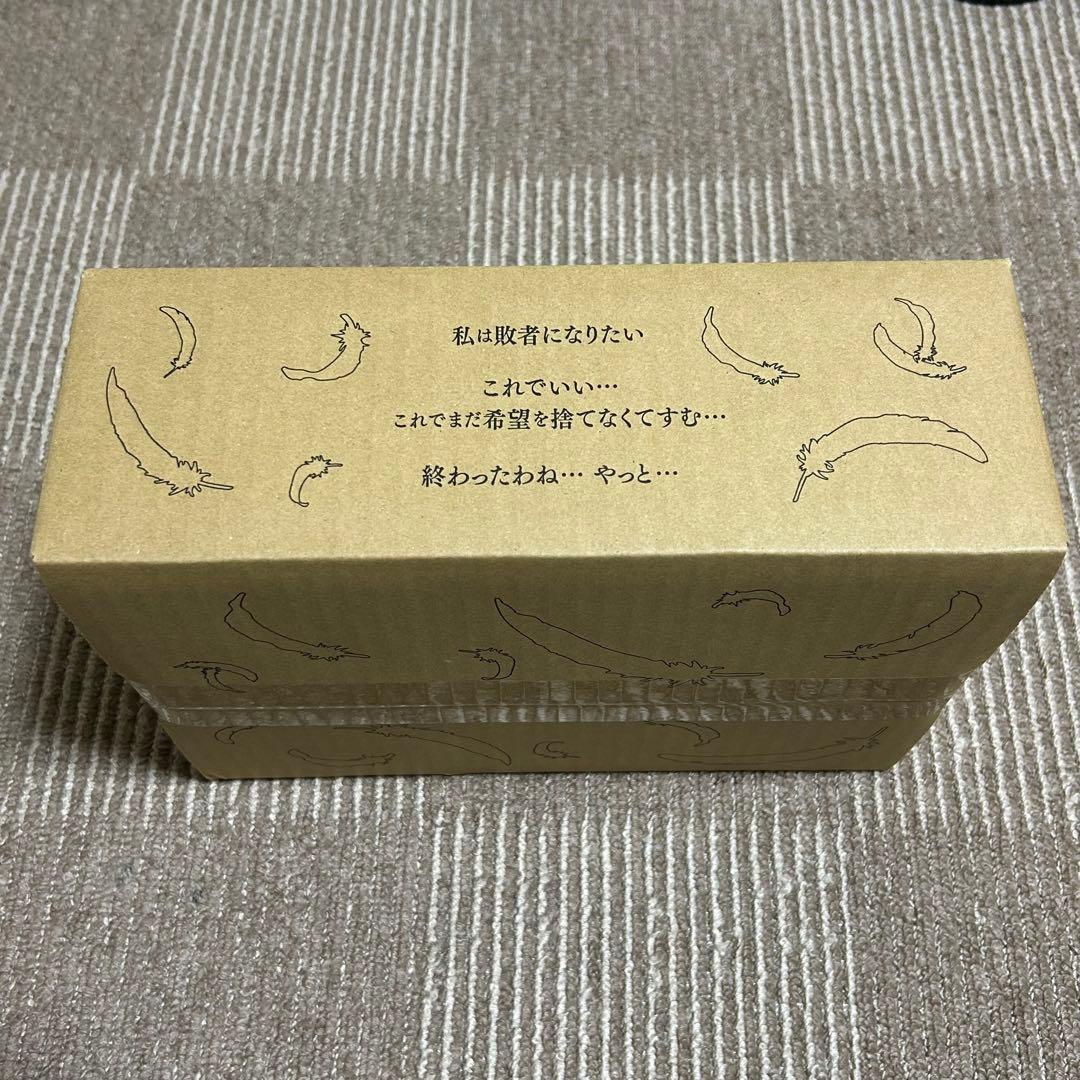 私は敗者になりたい
これでいい…
これでまだ希望を捨てなくてすむ…
終わったわね… やっと…